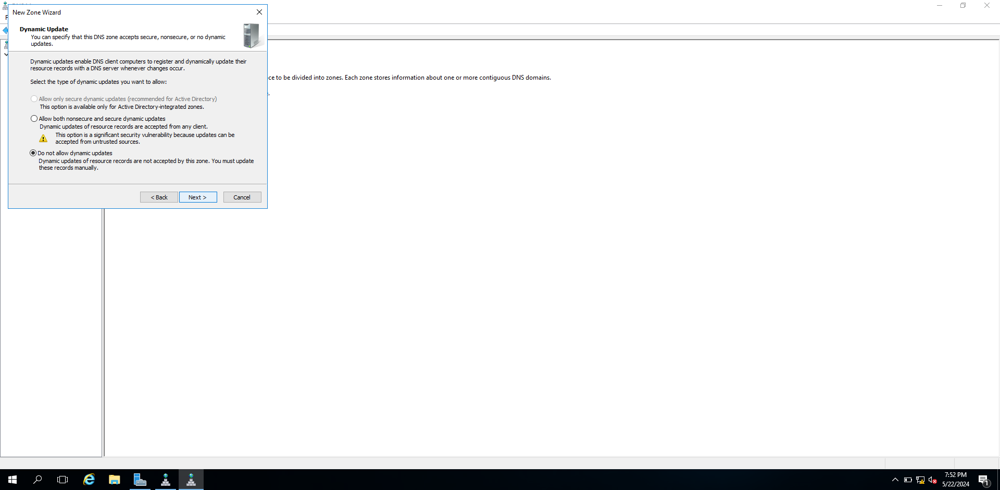 New Zone Wizard
Dynamic Update
You can specify that this DNS zone accepts secure, nonsecure, or no dynamic
updates.
Dynamic updates enable DNS client computers to register and dynamically update their
resource records with a DNS server whenever changes occur.
Select the type of dynamic updates you want to allow:
ce to be divided into zones. Each zone stores information about one or more contiguous DNS domains.
Allow only secure dynamic updates (recommended for Active Directory)
This option is available only for Active Directory-integrated zones.
Allow both nonsecure and secure dynamic updates
Dynamic updates of resource records are accepted from any client.
This option is a significant security vulnerability because updates can be
accepted from untrusted sources.
Do not allow dynamic updates
Dynamic updates of resource records are not accepted by this zone. You must update
these records manually.
< Back
Next >
Cancel
7:52 PM
5/22/2024
1